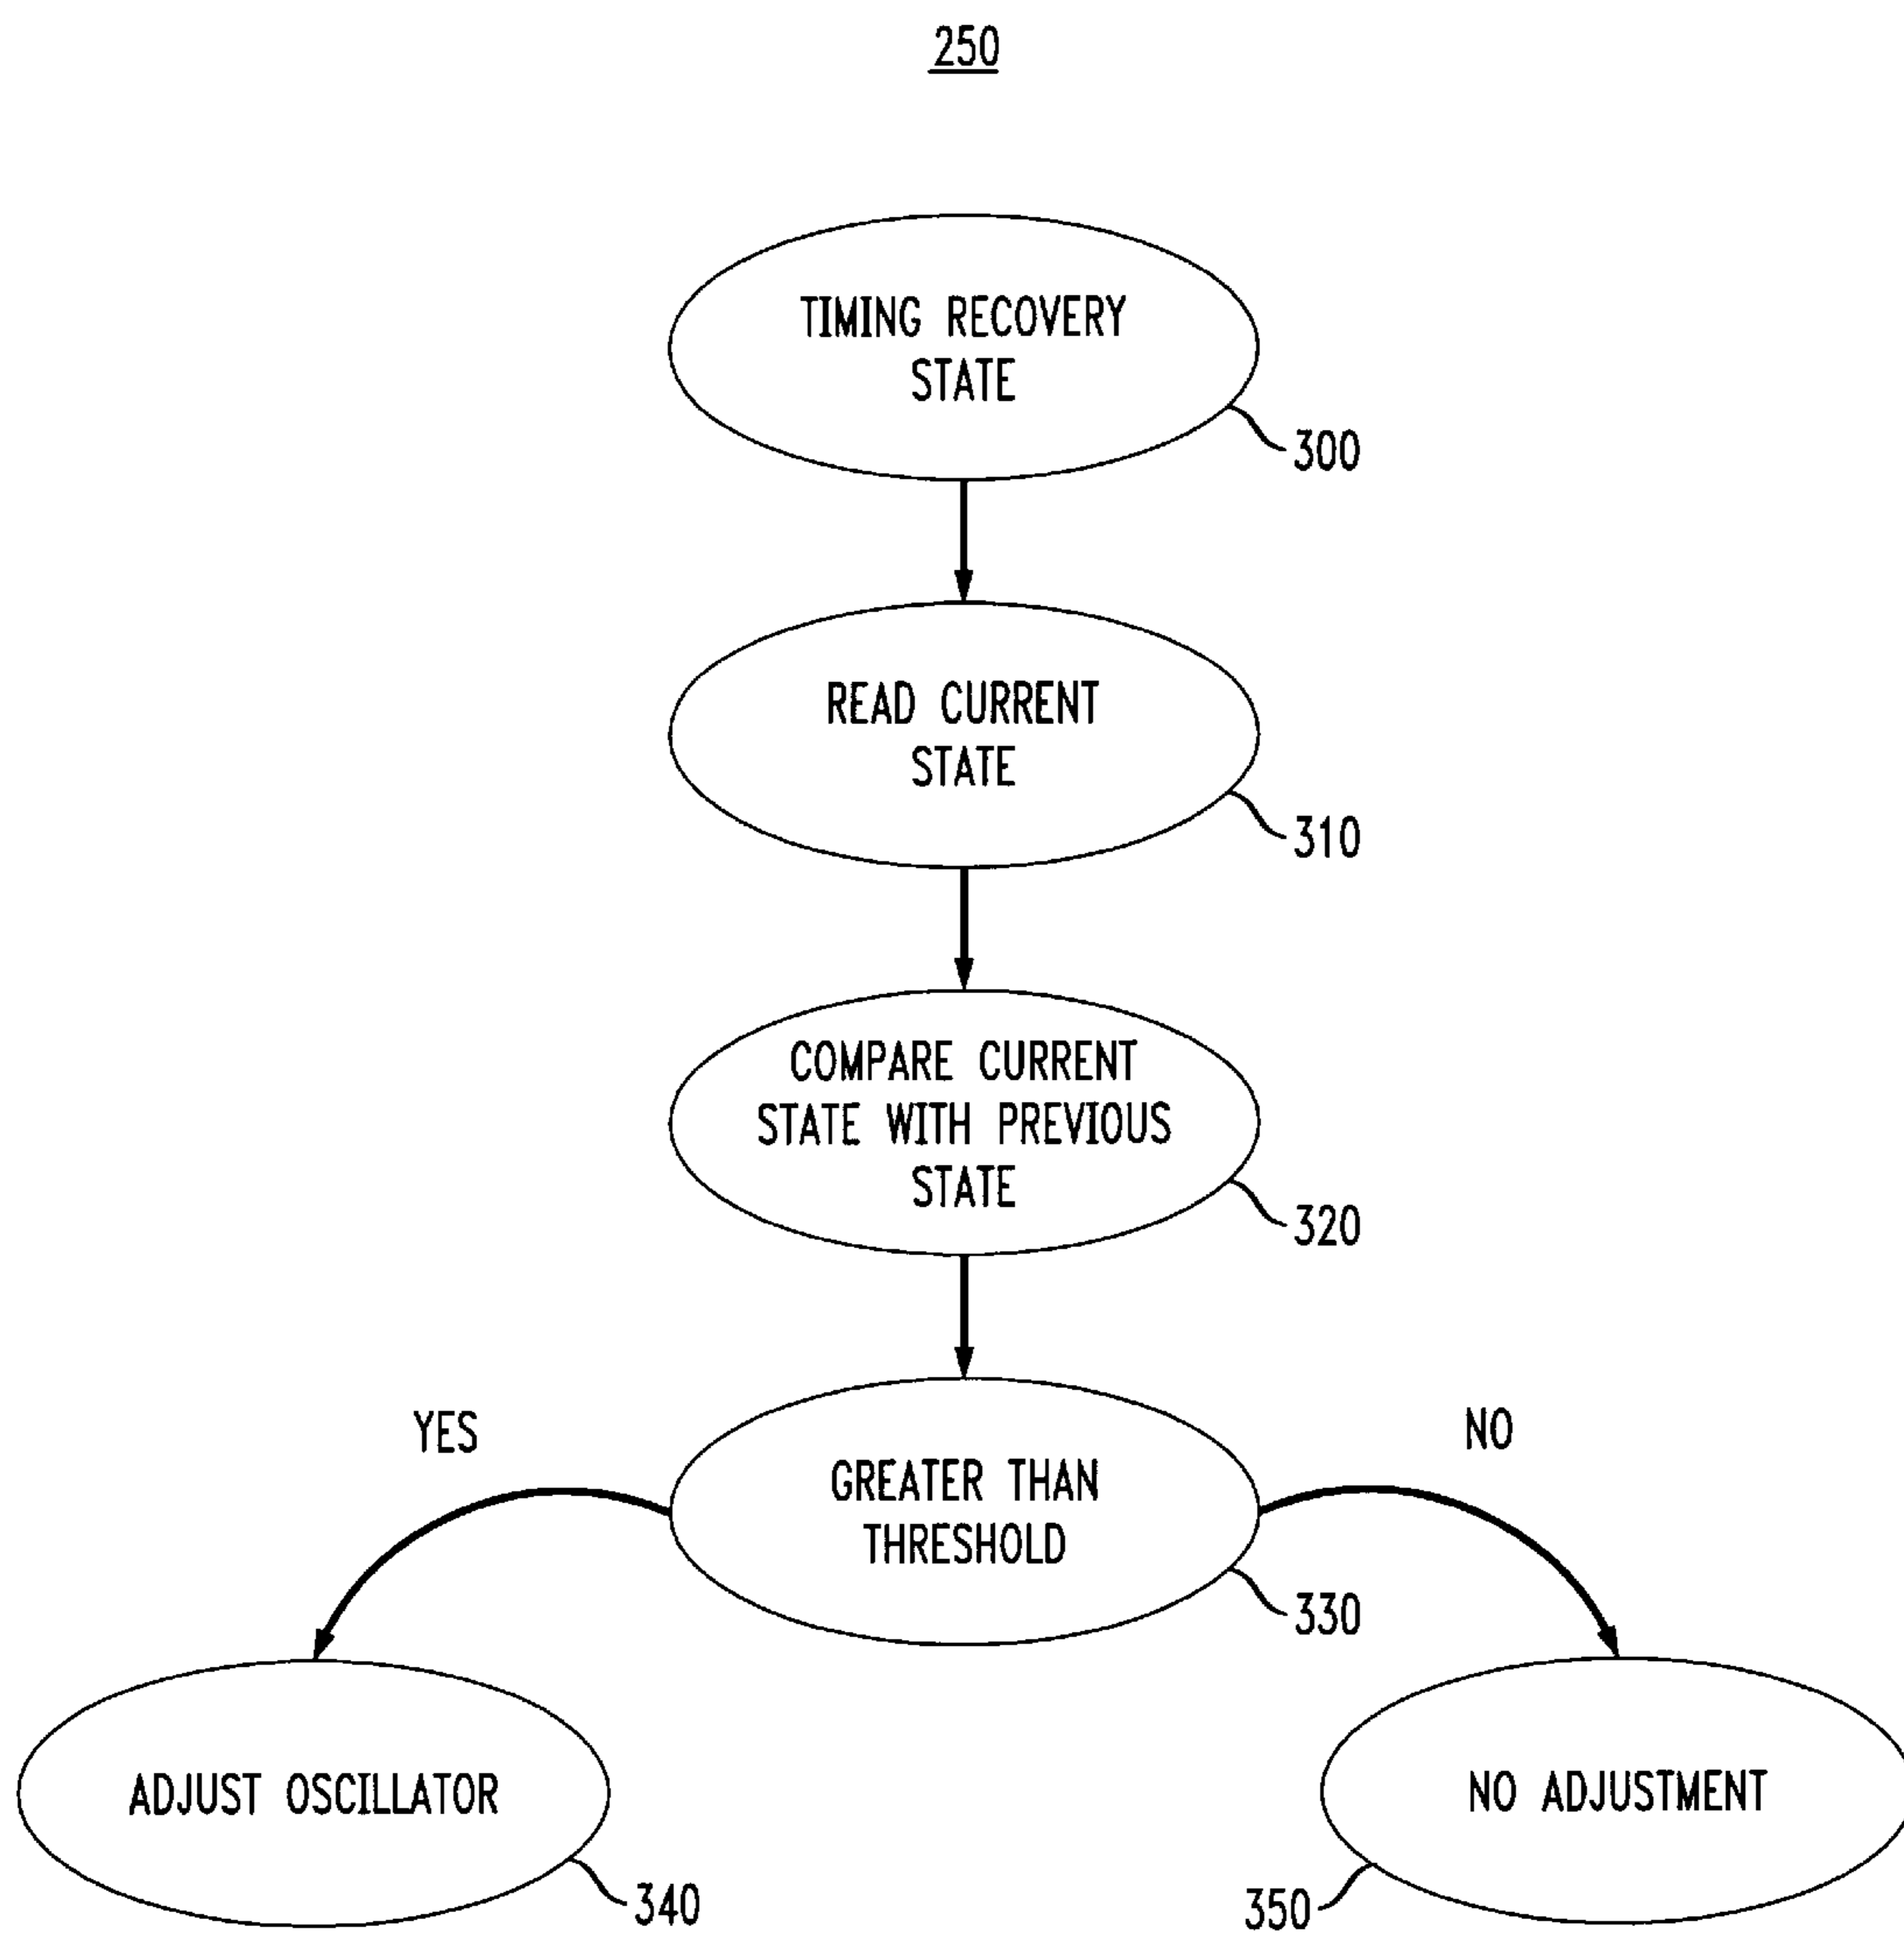 250
TIMING RECOVERY
STATE
300
READ CURRENT
STATE
310
COMPARE CURRENT
STATE WITH PREVIOUS
STATE
320
YES
NO
GREATER THAN
THRESHOLD
330
ADJUST OSCILLATOR
340
NO ADJUSTMENT
350